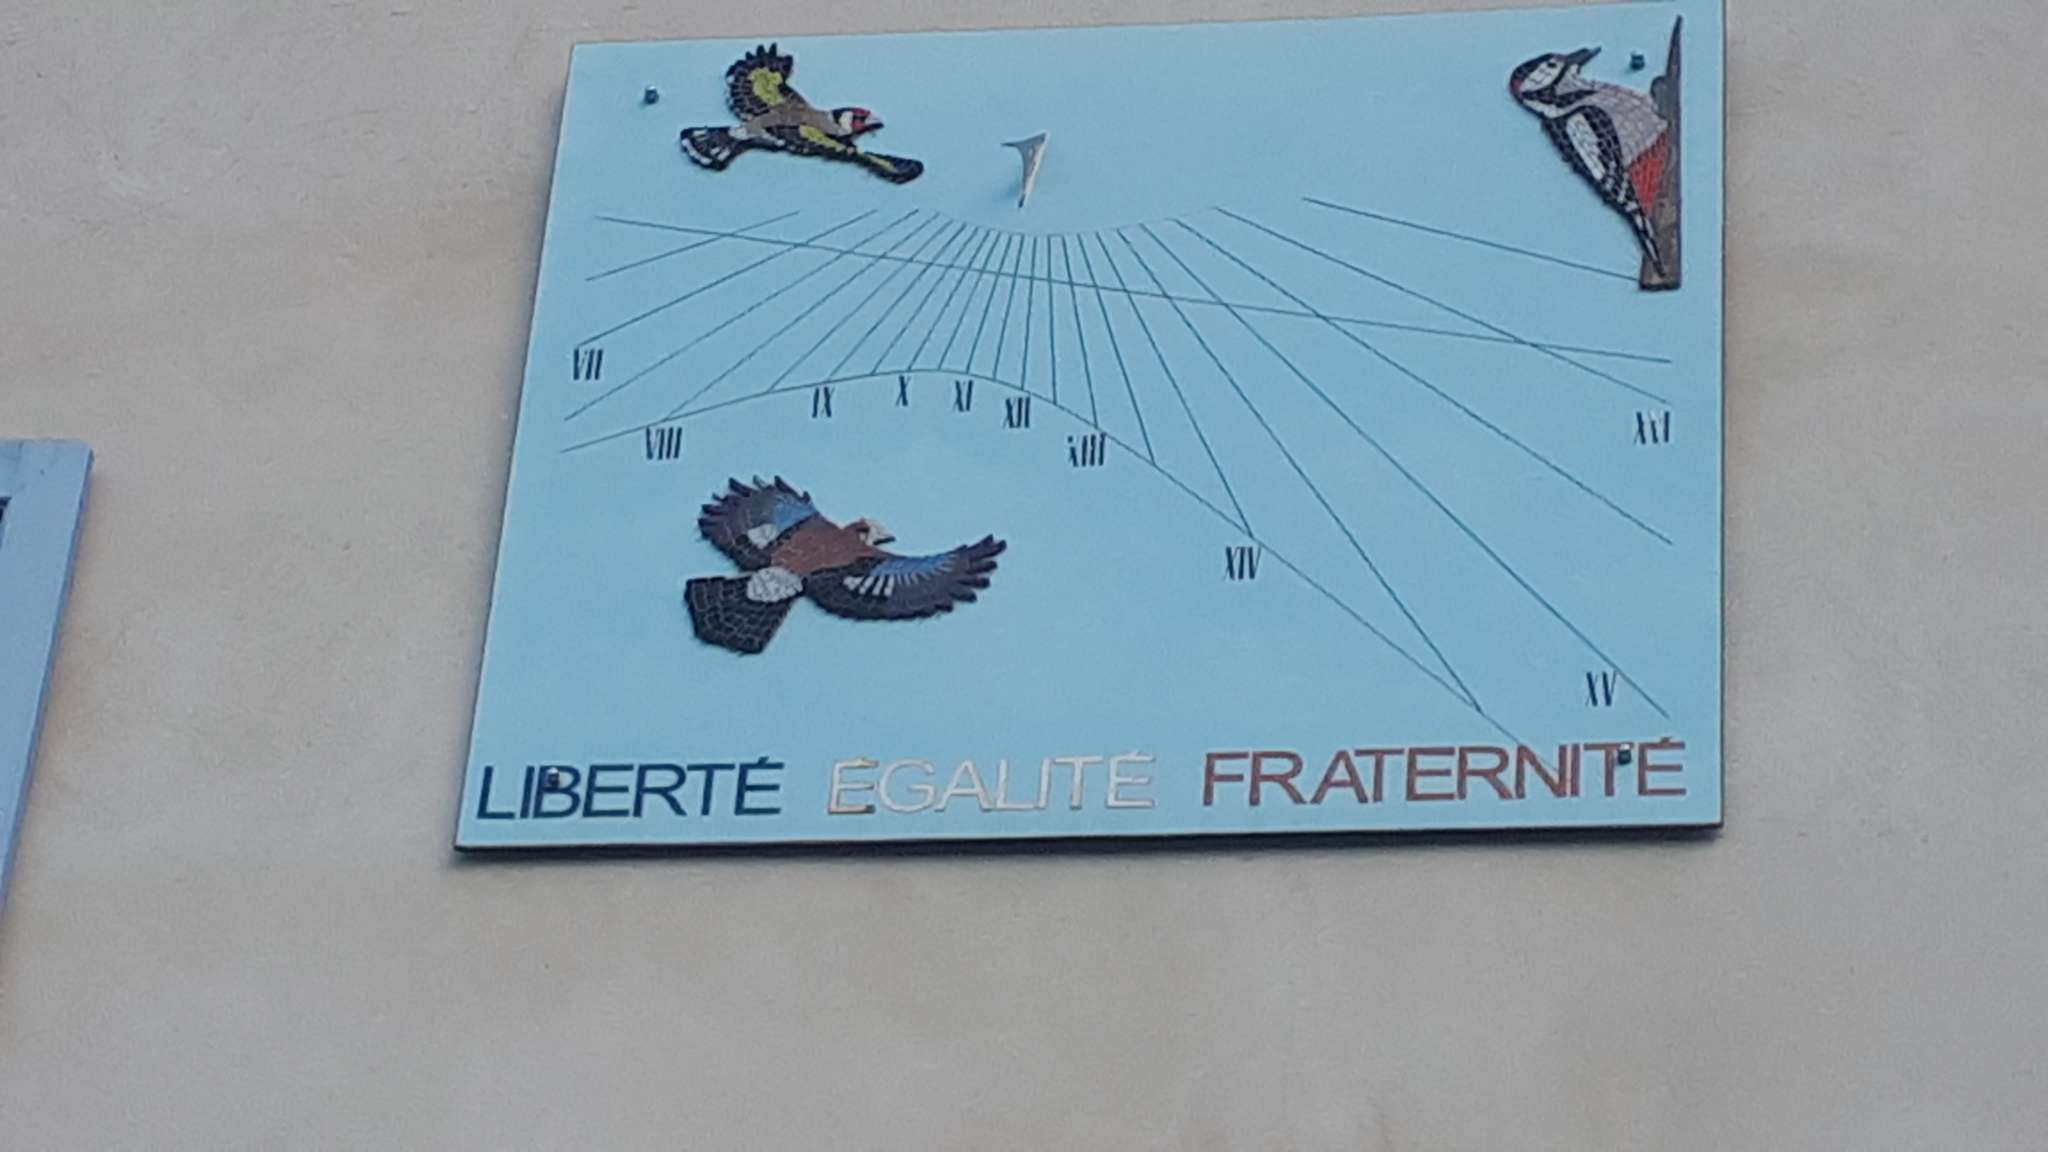 VII
VIII
IX
X
XI
XII
XIII
XIV
XV
XVI
LIBERTÉ ÉGALITÉ FRATERNITÉ